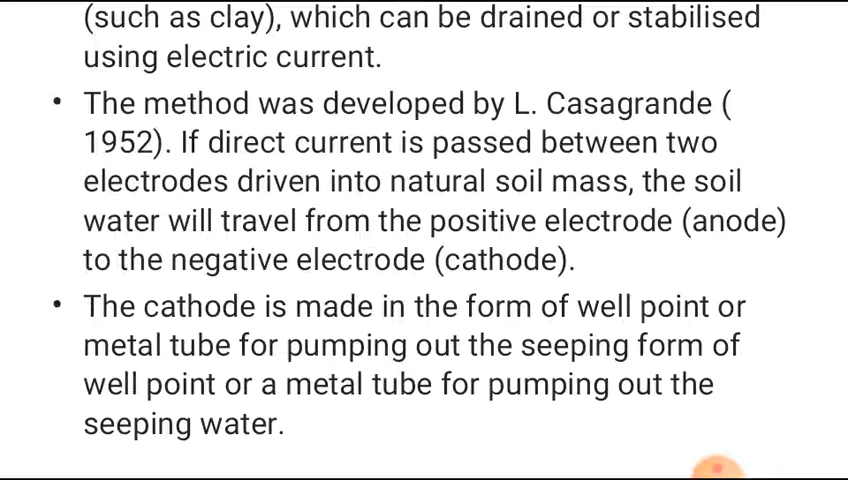 (such as clay), which can be drained or stabilised
using electric current.
• The method was developed by L. Casagrande (
1952). If direct current is passed between two
electrodes driven into natural soil mass, the soil
water will travel from the positive electrode (anode)
to the negative electrode (cathode).
• The cathode is made in the form of well point or
metal tube for pumping out the seeping form of
well point or a metal tube for pumping out the
seeping water.